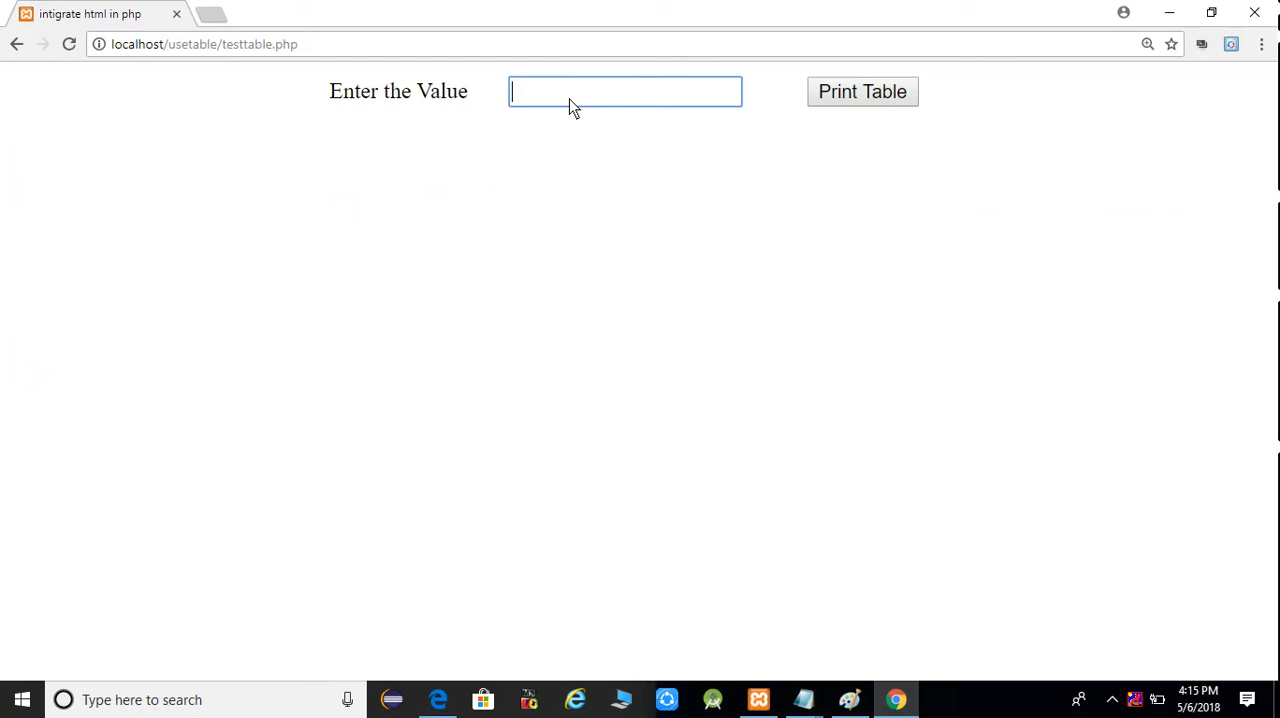 intigrate html in php
localhost/usetable/testtable.php
Enter the Value
Print Table
Type here to search
4:15 PM
5/6/2018